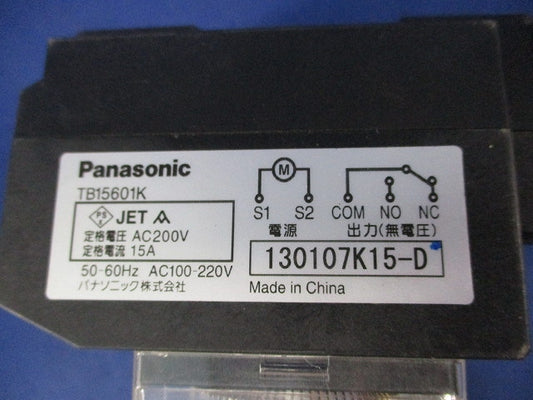 Panasonic
TB15601K
PS
E
JET
定格電圧 AC200V
定格電流 15A
50-60Hz AC100-220V
パナソニック株式会社
M
S1 S2
電源
COM NO NC
出力(無電圧)
130107K15-D
Made in China